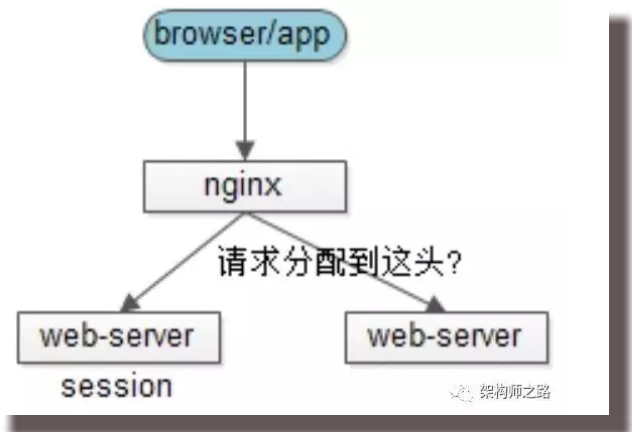 browser/app
nginx
请求分配到这头?
web-server
web-server
session
架构师之路